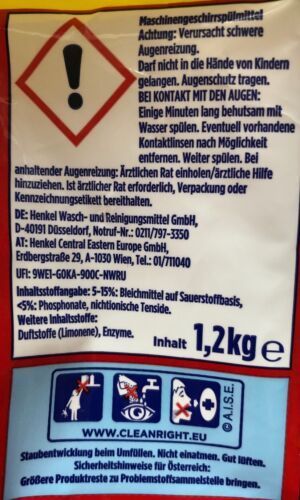 Maschinengeschirrspülmittel
Achtung: Verursacht schwere
Augenreizung.
Darf nicht in die Hände von Kindern
gelangen. Augenschutz tragen.
BEI KONTAKT MIT DEN AUGEN:
Einige Minuten lang behutsam mit
Wasser spülen. Eventuell vorhandene
Kontaktlinsen nach Möglichkeit
entfernen. Weiter spülen. Bei
anhaltender Augenreizung: Ärztlichen Rat einholen/ärztliche Hilfe
hinzuziehen. Ist ärztlicher Rat erforderlich, Verpackung oder
Kennzeichnungsetikett bereithalten.
DE: Henkel Wasch- und Reinigungsmittel GmbH,
D-40191 Düsseldorf, Notruf-Nr.: 0211/797-3350
AT: Henkel Central Eastern Europe GmbH,
Erdbergstraße 29, A-1030 Wien, Tel.: 01/711040
UFI: 9WE1-G0KA-900C-NWRU
Inhaltsstoffangabe: 5-15%: Bleichmittel auf Sauerstoffbasis,
<5%: Phosphonate, nichtionische Tenside.
Weitere Inhaltsstoffe:
Duftstoffe (Limonene), Enzyme.
Inhalt 1,2kg e
© A.I.S.E.
WWW.CLEANRIGHT.EU
Staubentwicklung beim Umfüllen. Nicht einatmen. Gut lüften.
Sicherheitshinweise für Österreich:
Größere Produktreste zu Problemstoffsammelstelle bringen.